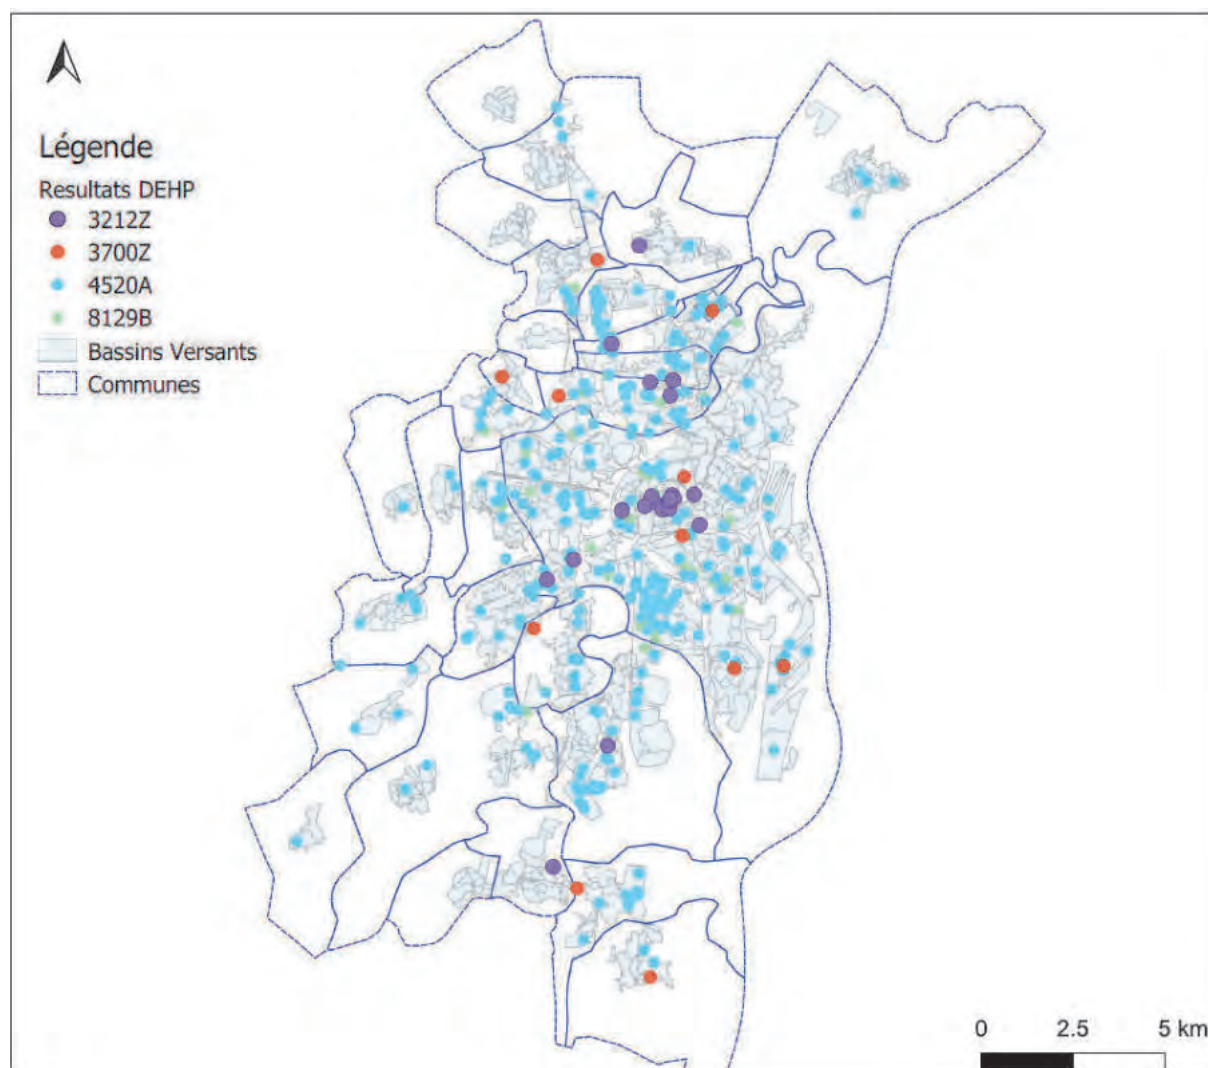 Légende
Resultats DEHP
3212Z
3700Z
4520A
8129B
Bassins Versants
Communes
0 2.5 5 km